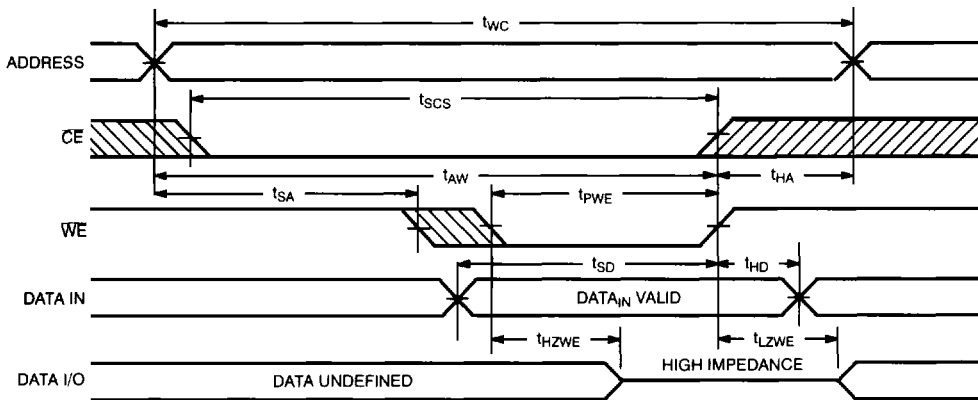 tWC
ADDRESS
tSCS
CE
tAW
tHA
tSA
tPWE
WE
tSD
tHD
DATA IN
DATAIN VALID
tHZWE
tLZWE
HIGH IMPEDANCE
DATA I/O
DATA UNDEFINED